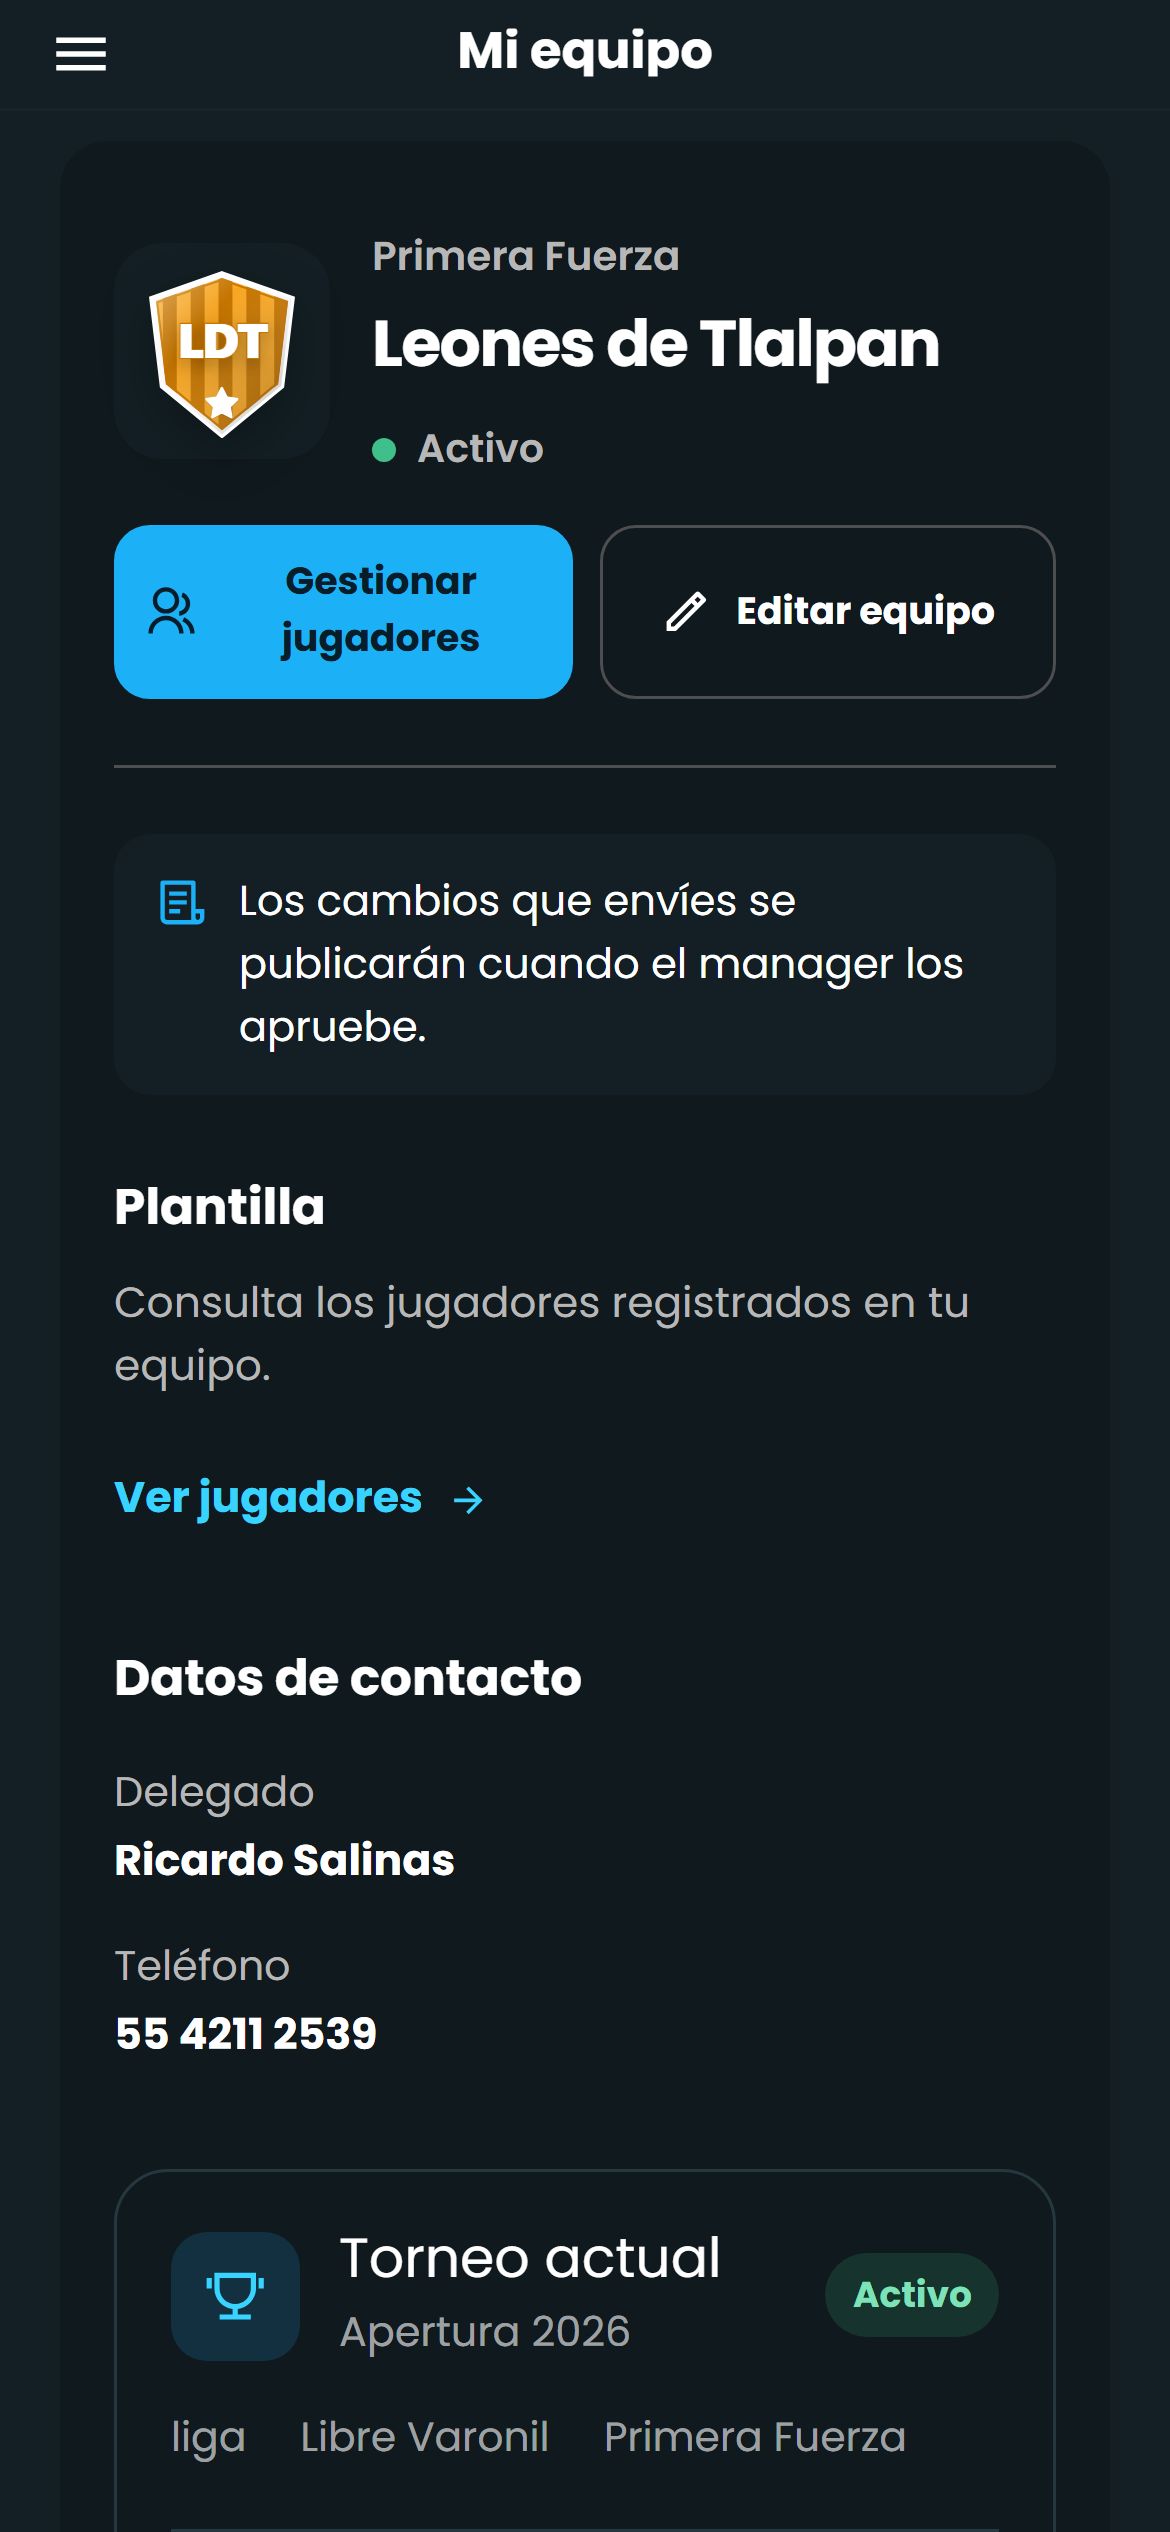 Mi equipo
Primera Fuerza
LDT
Leones de Tlalpan
Activo
Gestionar
jugadores
Editar equipo
Los cambios que envíes se
publicarán cuando el manager los
apruebe.
Plantilla
Consulta los jugadores registrados en tu
equipo.
Ver jugadores →
Datos de contacto
Delegado
Ricardo Salinas
Teléfono
55 4211 2539
Torneo actual
Activo
Apertura 2026
liga Libre Varonil Primera Fuerza